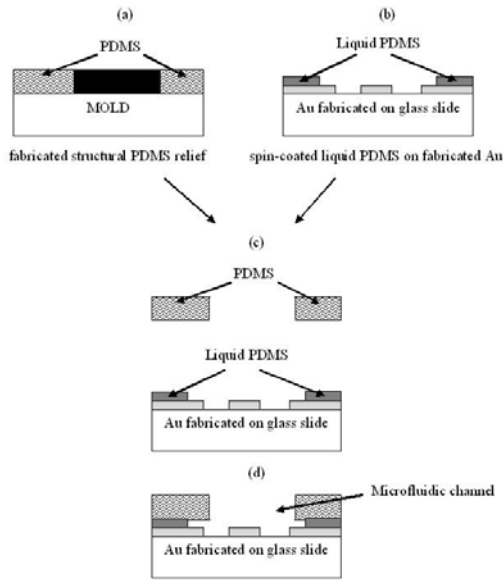 (a)
PDMS
MOLD
fabricated structural PDMS relief
(b)
Liquid PDMS
Au fabricated on glass slide
spin-coated liquid PDMS on fabricated Au
(c)
PDMS
Liquid PDMS
Au fabricated on glass slide
(d)
Microfluidic channel
Au fabricated on glass slide